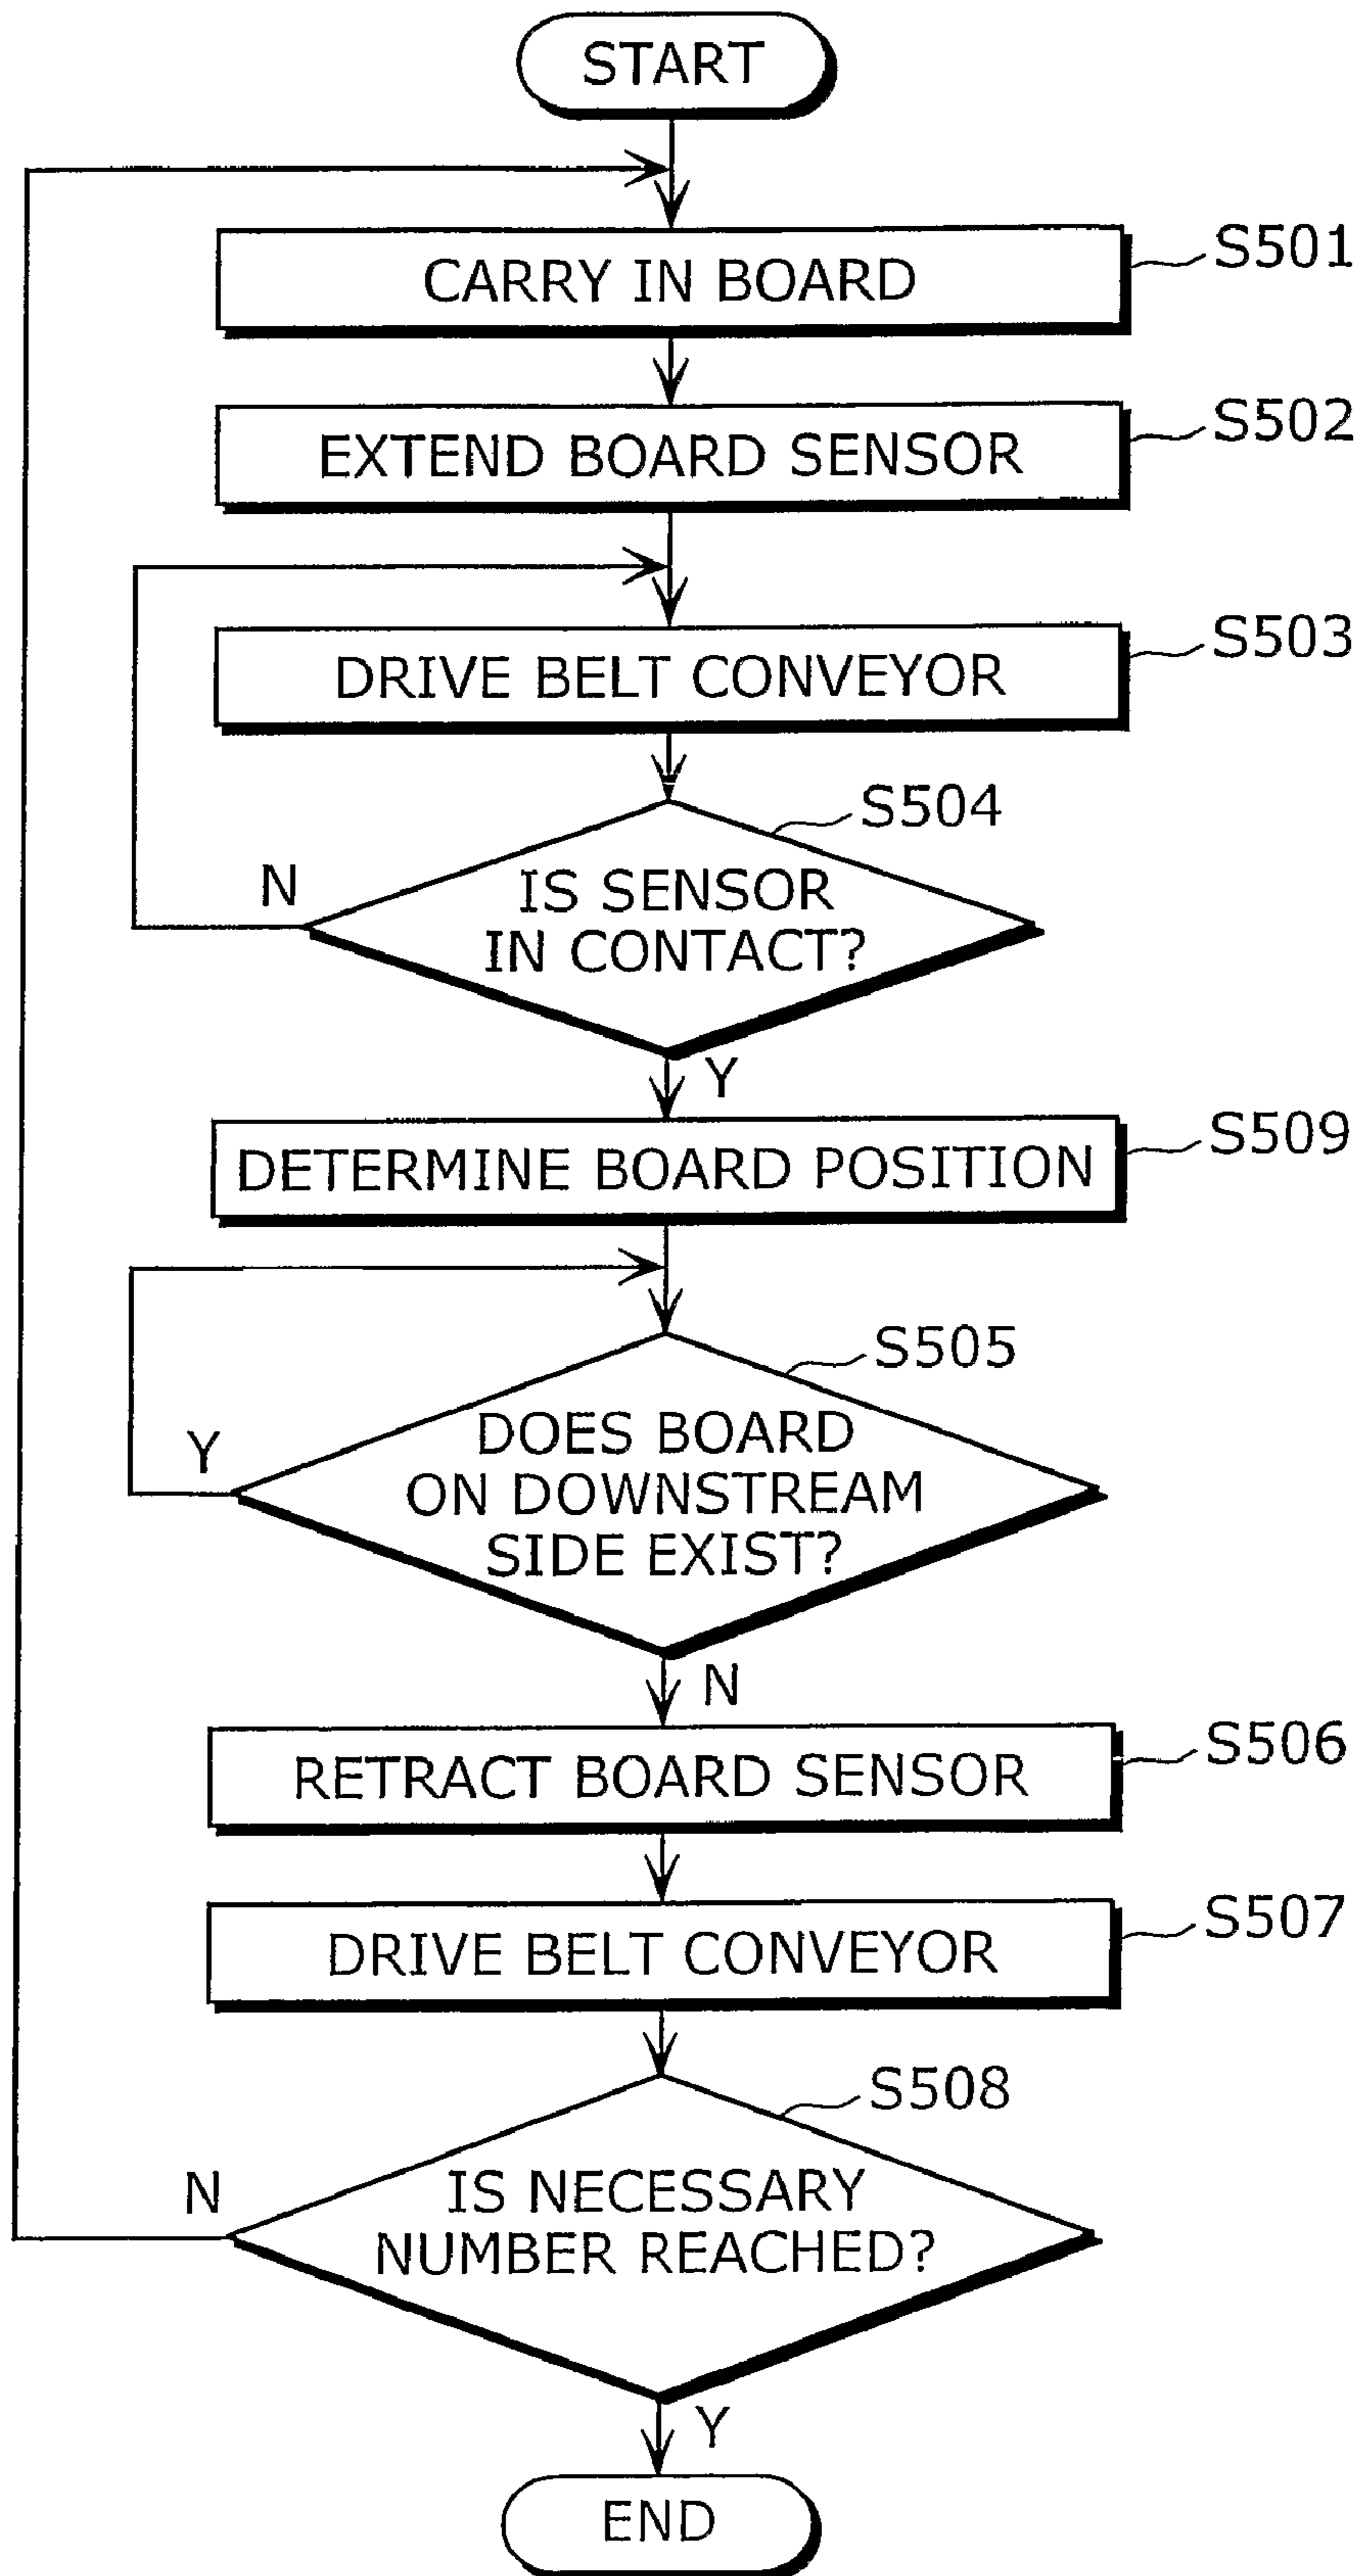 START
CARRY IN BOARD
S501
EXTEND BOARD SENSOR
S502
DRIVE BELT CONVEYOR
S503
S504
IS SENSOR
IN CONTACT?
N
Y
DETERMINE BOARD POSITION
S509
S505
DOES BOARD
ON DOWNSTREAM
SIDE EXIST?
Y
N
RETRACT BOARD SENSOR
S506
DRIVE BELT CONVEYOR
S507
S508
IS NECESSARY
NUMBER REACHED?
N
Y
END